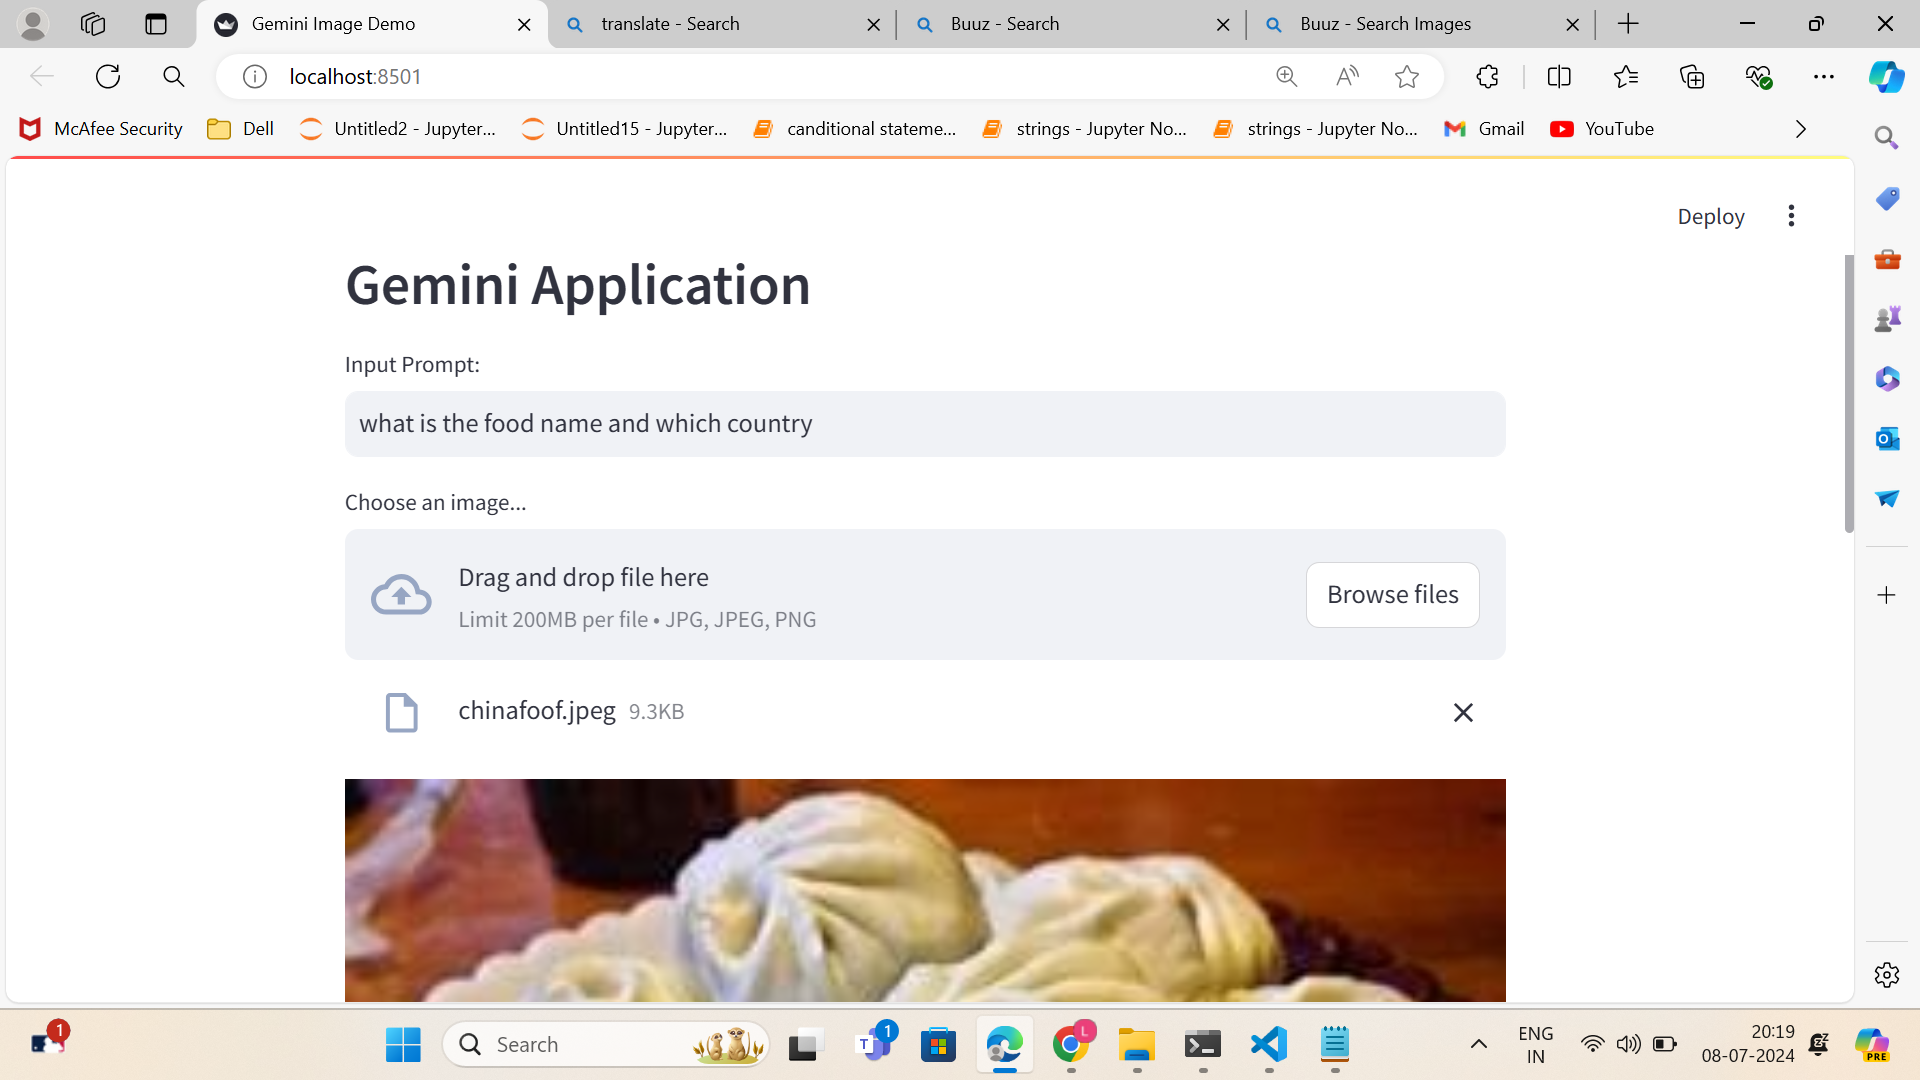 Gemini Image Demo
translate - Search
Buuz - Search
Buuz - Search Images
localhost:8501
McAfee Security
Dell
Untitled2 - Jupyter...
Untitled15 - Jupyter...
canditional stateme...
strings - Jupyter No...
strings - Jupyter No...
Gmail
YouTube
Deploy
Gemini Application
Input Prompt:
what is the food name and which country
Choose an image...
Drag and drop file here
Limit 200MB per file • JPG, JPEG, PNG
Browse files
chinafoof.jpeg 9.3KB
1
Search
1
L
ENG
IN
20:19
08-07-2024
PRE